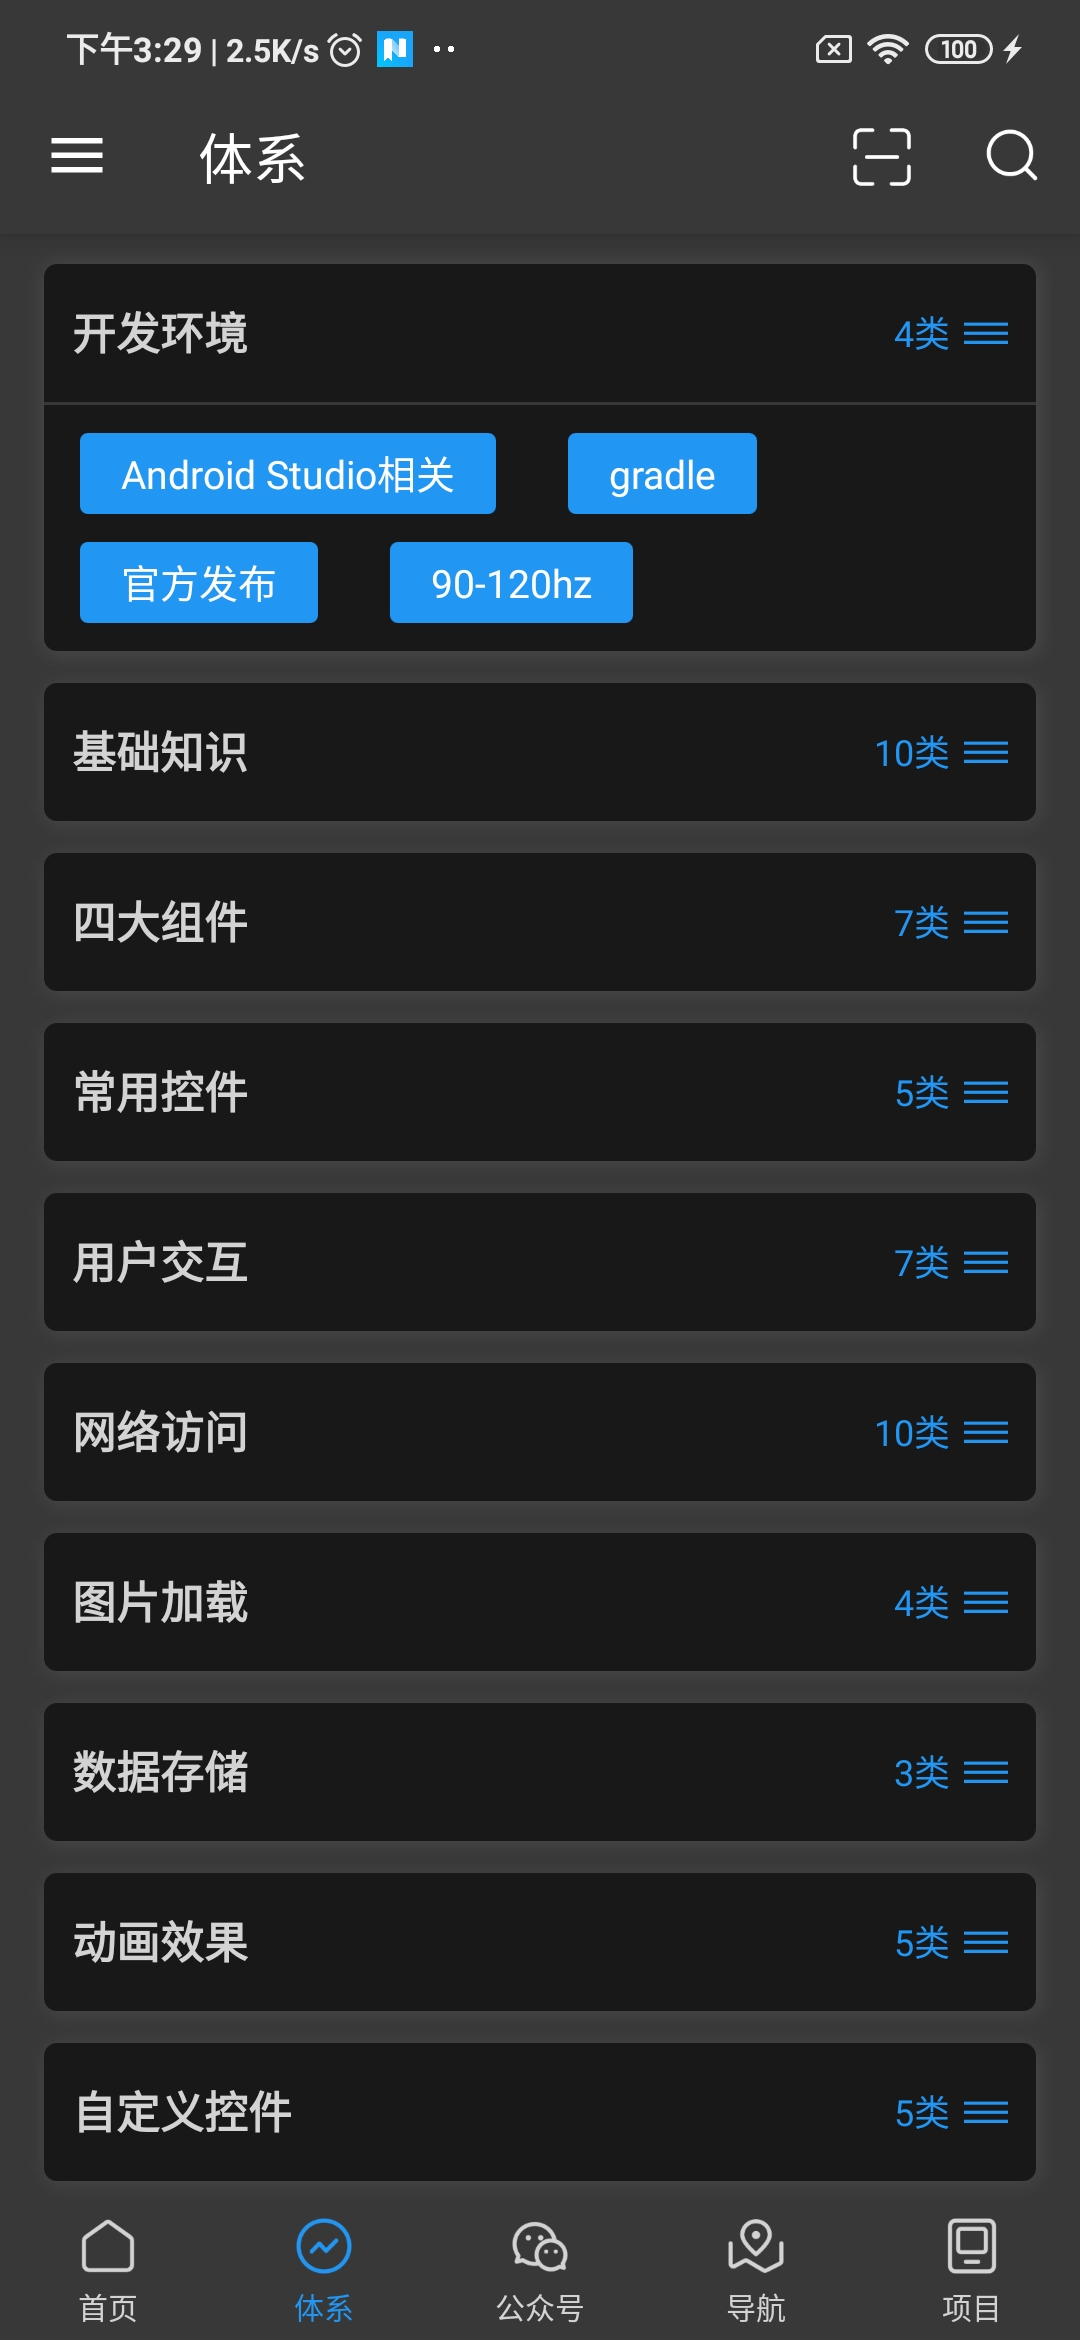 下午3:29 | 2.5K/s
100
体系
开发环境 4类
Android Studio相关 gradle
官方发布 90-120hz
基础知识 10类
四大组件 7类
常用控件 5类
用户交互 7类
网络访问 10类
图片加载 4类
数据存储 3类
动画效果 5类
自定义控件 5类
首页 体系 公众号 导航 项目